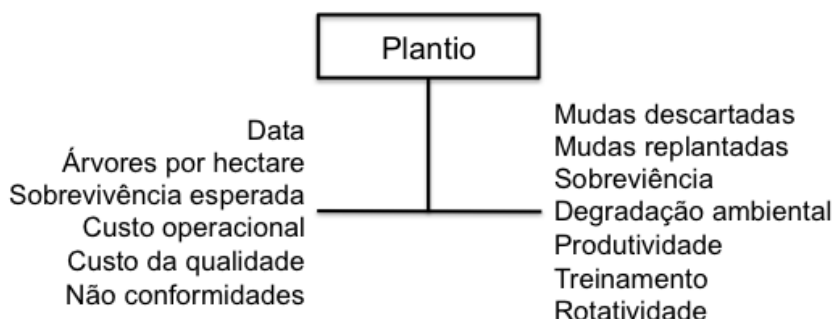 Plantio
Data
Árvores por hectare
Sobrevivência esperada
Custo operacional
Custo da qualidade
Não conformidades
Mudas descartadas
Mudas replantadas
Sobreviência
Degradação ambiental
Produtividade
Treinamento
Rotatividade